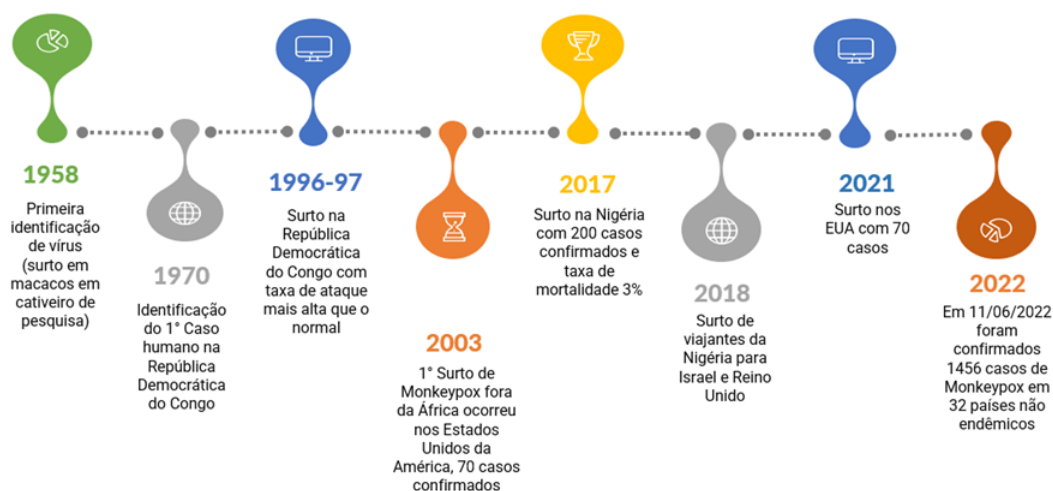 1958
Primeira
identificação
de vírus
(surto em
macacos em
cativeiro de
pesquisa)
1970
Identificação
do 1° Caso
humano na
República
Democrática
do Congo
1996-97
Surto na
República
Democrática
do Congo com
taxa de ataque
mais alta que o
normal
2003
1° Surto de
Monkeypox fora
da África ocorreu
nos Estados
Unidos da
América, 70 casos
confirmados
2017
Surto na Nigéria
com 200 casos
confirmados e
taxa de
mortalidade 3%
2018
Surto de
viajantes da
Nigéria para
Israel e Reino
Unido
2021
Surto nos
EUA com 70
casos
2022
Em 11/06/2022
foram
confirmados
1456 casos de
Monkeypox em
32 países não
endêmicos